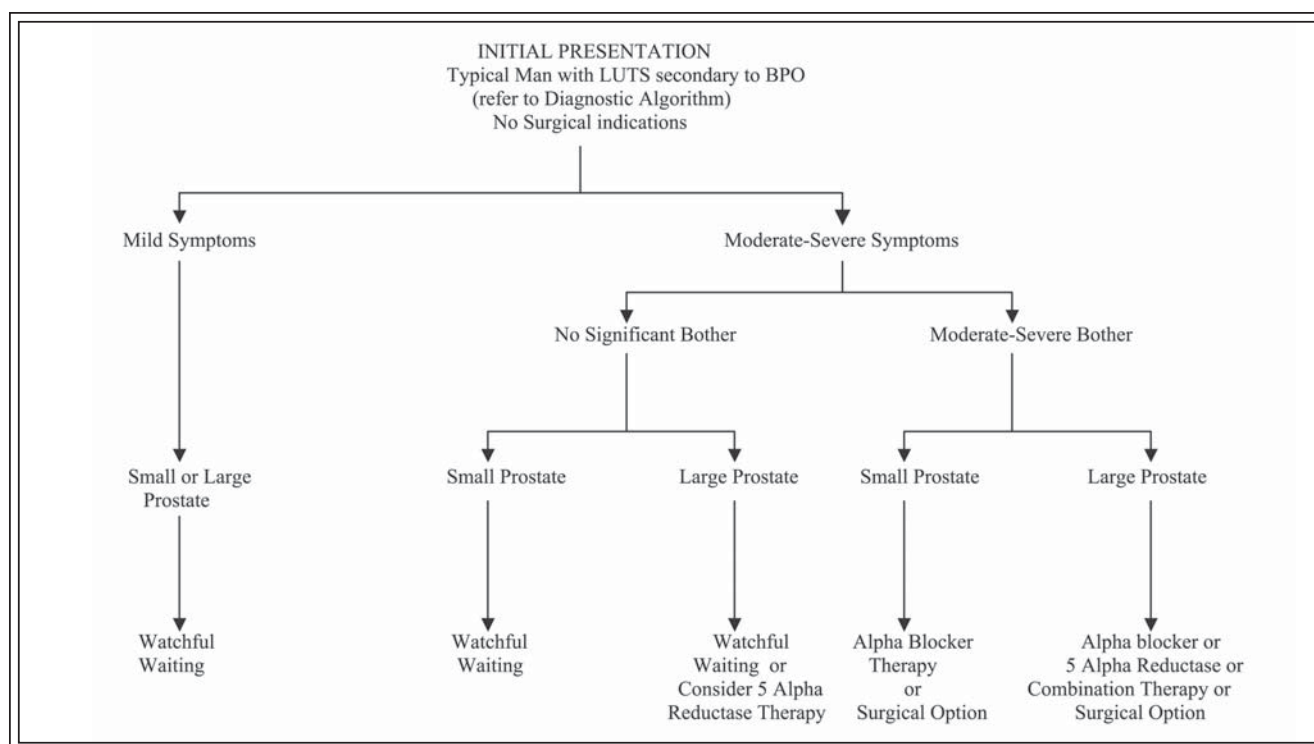 INITIAL PRESENTATION
Typical Man with LUTS secondary to BPO
(refer to Diagnostic Algorithm)
No Surgical indications
Mild Symptoms
Moderate-Severe Symptoms
No Significant Bother
Moderate-Severe Bother
Small or Large
Prostate
Small Prostate
Large Prostate
Small Prostate
Large Prostate
Watchful
Waiting
Watchful
Waiting
Watchful
Waiting or
Consider 5 Alpha
Reductase Therapy
Alpha Blocker
Therapy
or
Surgical Option
Alpha blocker or
5 Alpha Reductase or
Combination Therapy or
Surgical Option